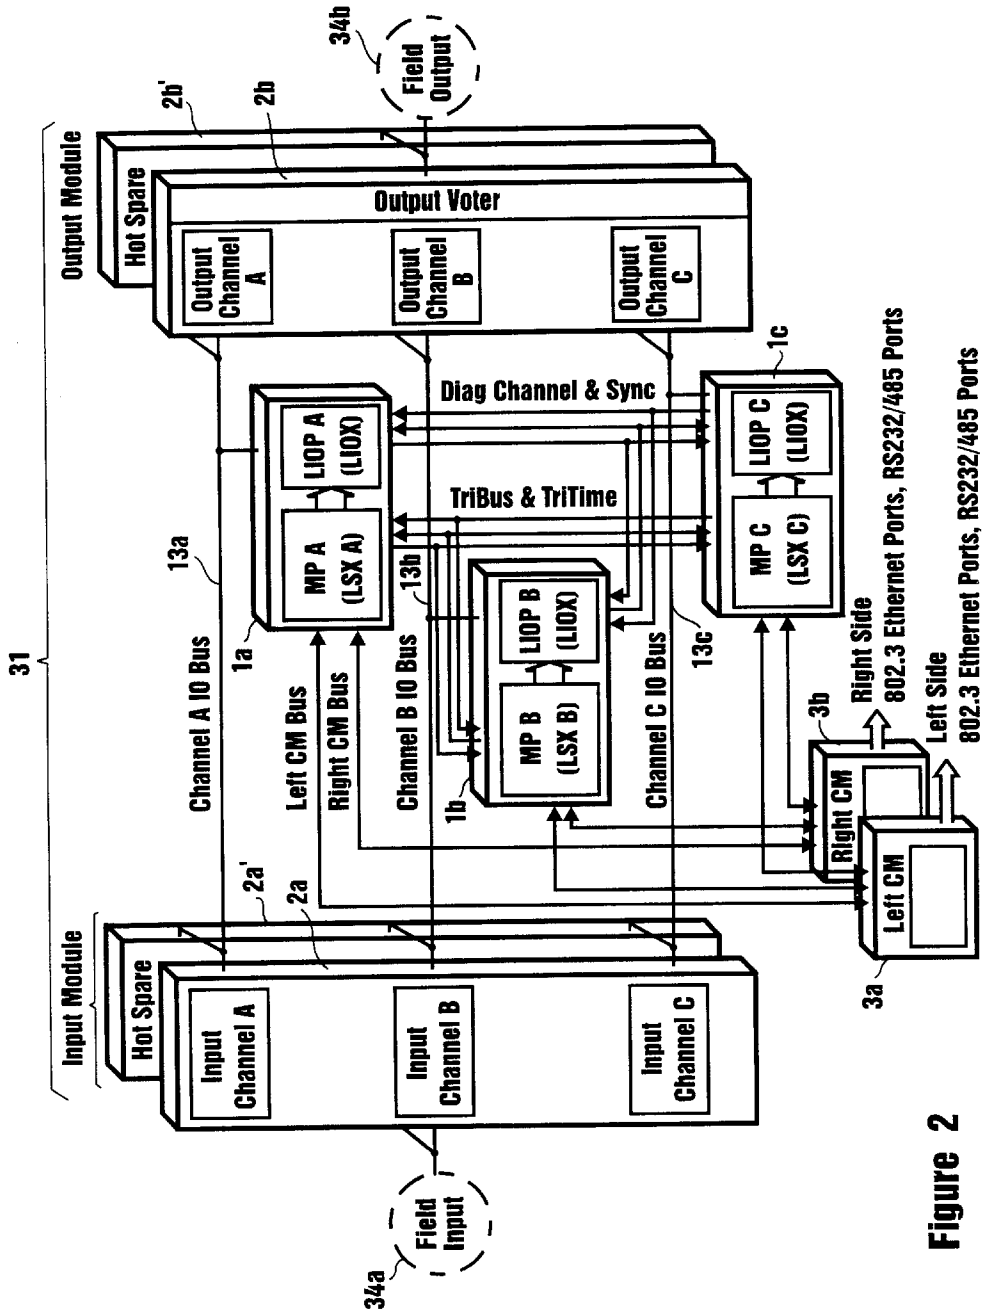 31
Input Module
Output Module
Hot Spare
2a'
2a
Input
Channel A
Input
Channel B
Input
Channel C
Field
Input
34a
Channel A IO Bus
13a
Left CM Bus
Right CM Bus
Channel B IO Bus
13b
Channel C IO Bus
13c
1a
MP A
(LSX A)
LIOP A
(LIOX)
1b
MP B
(LSX B)
LIOP B
(LIOX)
1c
MP C
(LSX C)
LIOP C
(LIOX)
TriBus & TriTime
Diag Channel & Sync
Hot Spare
2b'
2b
Output
Channel
A
Output
Channel
B
Output
Channel
C
Output Voter
Field
Output
34b
Left CM
3a
Right CM
3b
Right Side
802.3 Ethernet Ports, RS232/485 Ports
Left Side
802.3 Ethernet Ports, RS232/485 Ports
Figure 2